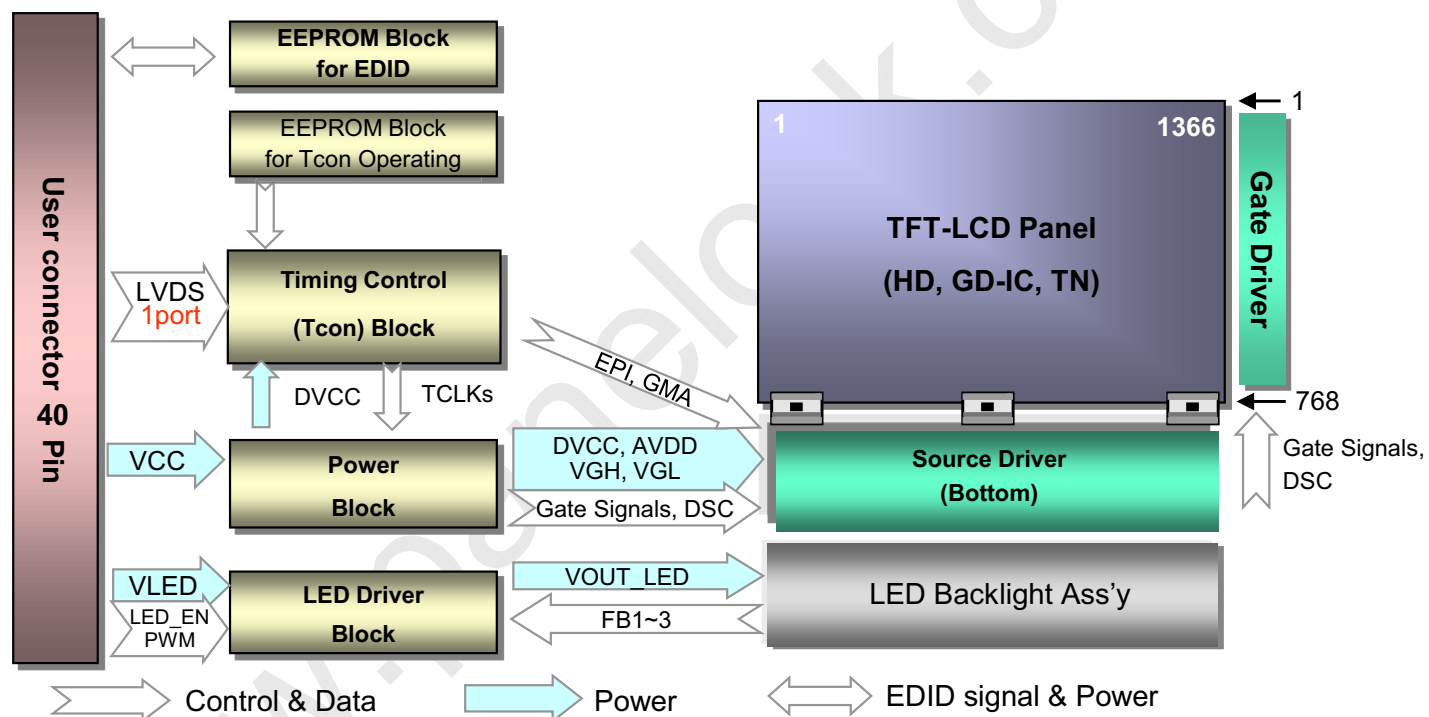 User connector 40 Pin
EEPROM Block
for EDID
EEPROM Block
for Tcon Operating
LVDS
1port
Timing Control
(Tcon) Block
DVCC
TCLKs
VCC
Power
Block
VLED
LED_EN
PWM
LED Driver
Block
EPI, GMA
DVCC, AVDD
VGH, VGL
Gate Signals, DSC
VOUT_LED
FB1~3
1
1366
TFT-LCD Panel
(HD, GD-IC, TN)
1
Gate Driver
768
Source Driver
(Bottom)
Gate Signals,
DSC
LED Backlight Ass'y
Control & Data
Power
EDID signal & Power